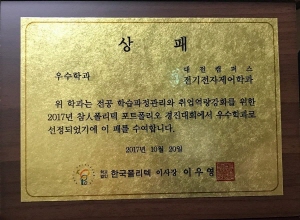 상 패
우수학과
대전캠퍼스
전기전자제어학과
위 학과는 전공 학습과정관리와 취업역량강화를 위한
2017년 참人폴리텍 포트폴리오 경진대회에서 우수학과로
선정되었기에 이 패를 수여합니다.
2017년 10월 20일
한국폴리텍 이사장 이우영